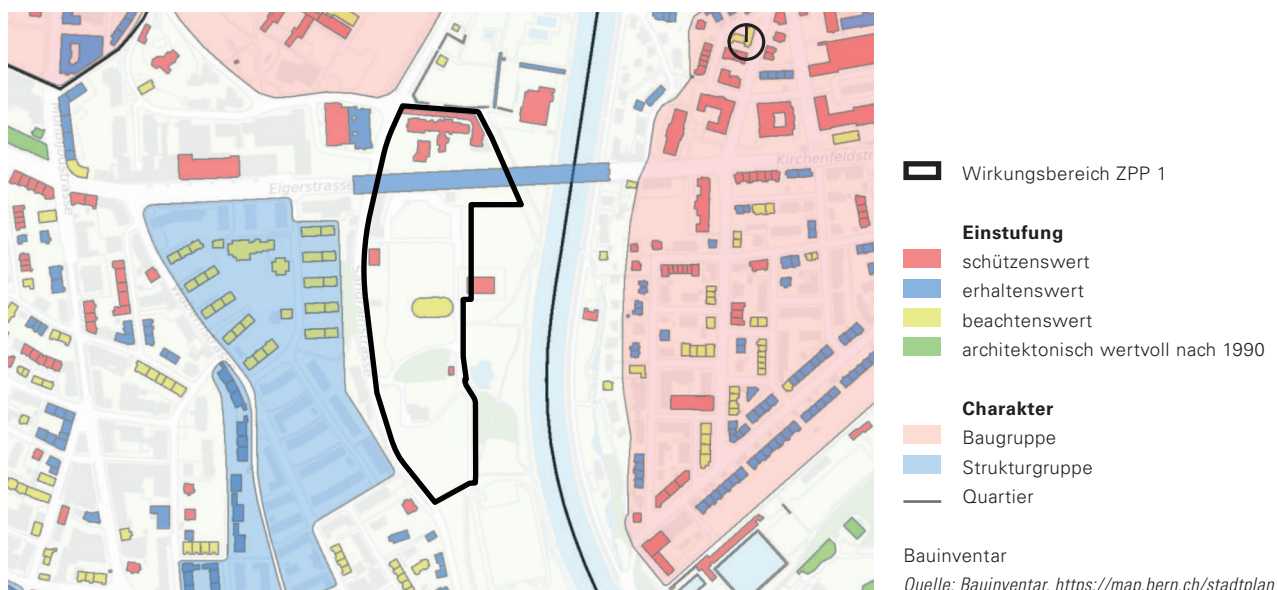 Eigerstrasse
Kirchenfeldstr
Wirkungsbereich ZPP 1
Einstufung
schützenswert
erhaltenswert
beachtenswert
architektonisch wertvoll nach 1990
Charakter
Baugruppe
Strukturgruppe
Quartier
Bauinventar
Quelle: Bauinventar, https://map.bern.ch/stadtplan